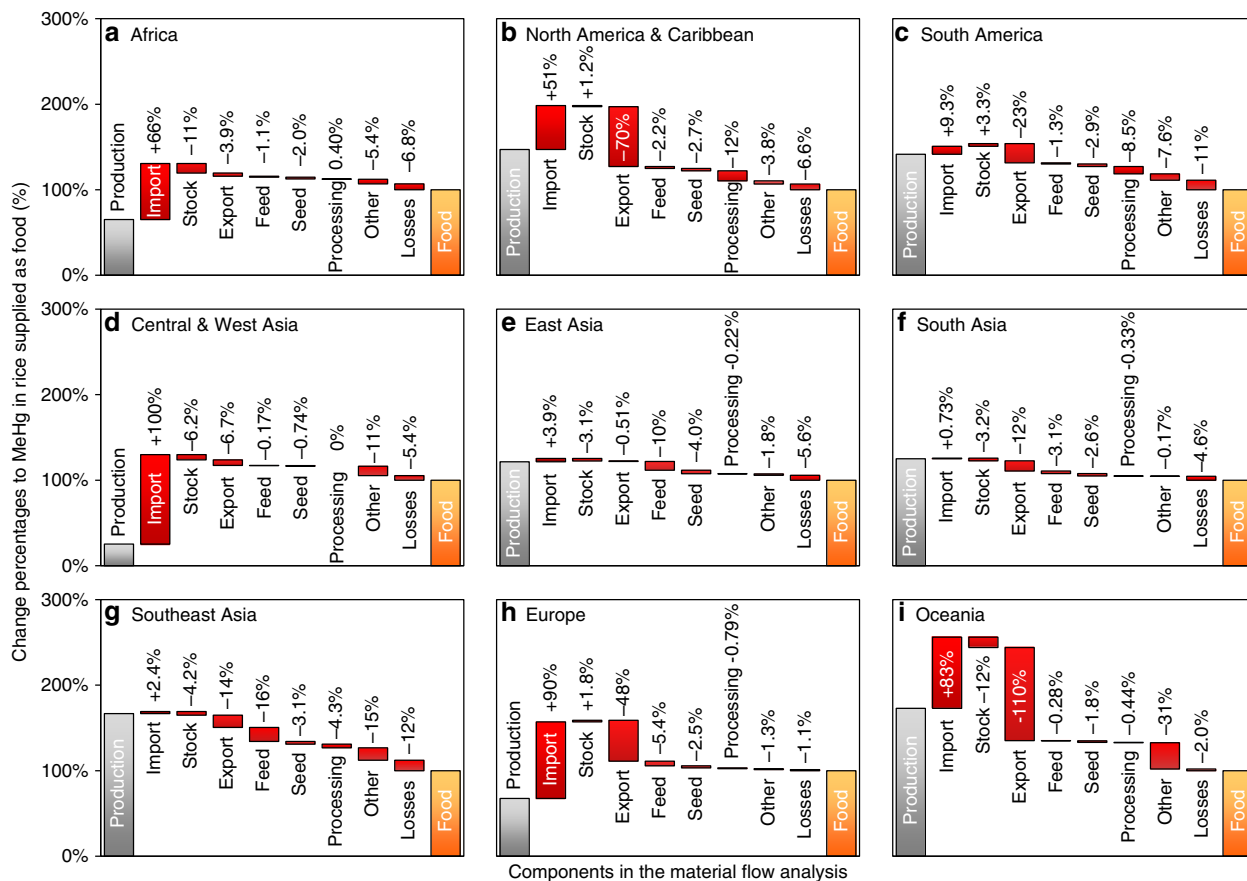 Change percentages to MeHg in rice supplied as food (%)
300%
200%
100%
0%
a Africa
Production
Import +66%
Stock −11%
Export −3.9%
Feed −1.1%
Seed −2.0%
Processing 0.40%
Other −5.4%
Losses −6.8%
Food
b North America & Caribbean
Production
Import +51%
Stock +1.2%
Export −70%
Feed −2.2%
Seed −2.7%
Processing −12%
Other −3.8%
Losses −6.6%
Food
c South America
Production
Import +9.3%
Stock +3.3%
Export −23%
Feed −1.3%
Seed −2.9%
Processing −8.5%
Other −7.6%
Losses −11%
Food
300%
200%
100%
0%
d Central & West Asia
Production
Import +100%
Stock −6.2%
Export −6.7%
Feed −0.17%
Seed −0.74%
Processing 0%
Other −11%
Losses −5.4%
Food
e East Asia
Production
Import +3.9%
Stock −3.1%
Export −0.51%
Feed −10%
Seed −4.0%
Processing -0.22%
Other −1.8%
Losses −5.6%
Food
f South Asia
Production
Import +0.73%
Stock −3.2%
Export −12%
Feed −3.1%
Seed −2.6%
Processing -0.33%
Other −0.17%
Losses −4.6%
Food
300%
200%
100%
0%
g Southeast Asia
Production
Import +2.4%
Stock −4.2%
Export −14%
Feed −16%
Seed −3.1%
Processing −4.3%
Other −15%
Losses −12%
Food
h Europe
Production
Import +90%
Stock +1.8%
Export −48%
Feed −5.4%
Seed −2.5%
Processing -0.79%
Other −1.3%
Losses −1.1%
Food
i Oceania
Production
Import +83%
Stock −12%
Export -110%
Feed −0.28%
Seed −1.8%
Processing −0.44%
Other −31%
Losses −2.0%
Food
Components in the material flow analysis